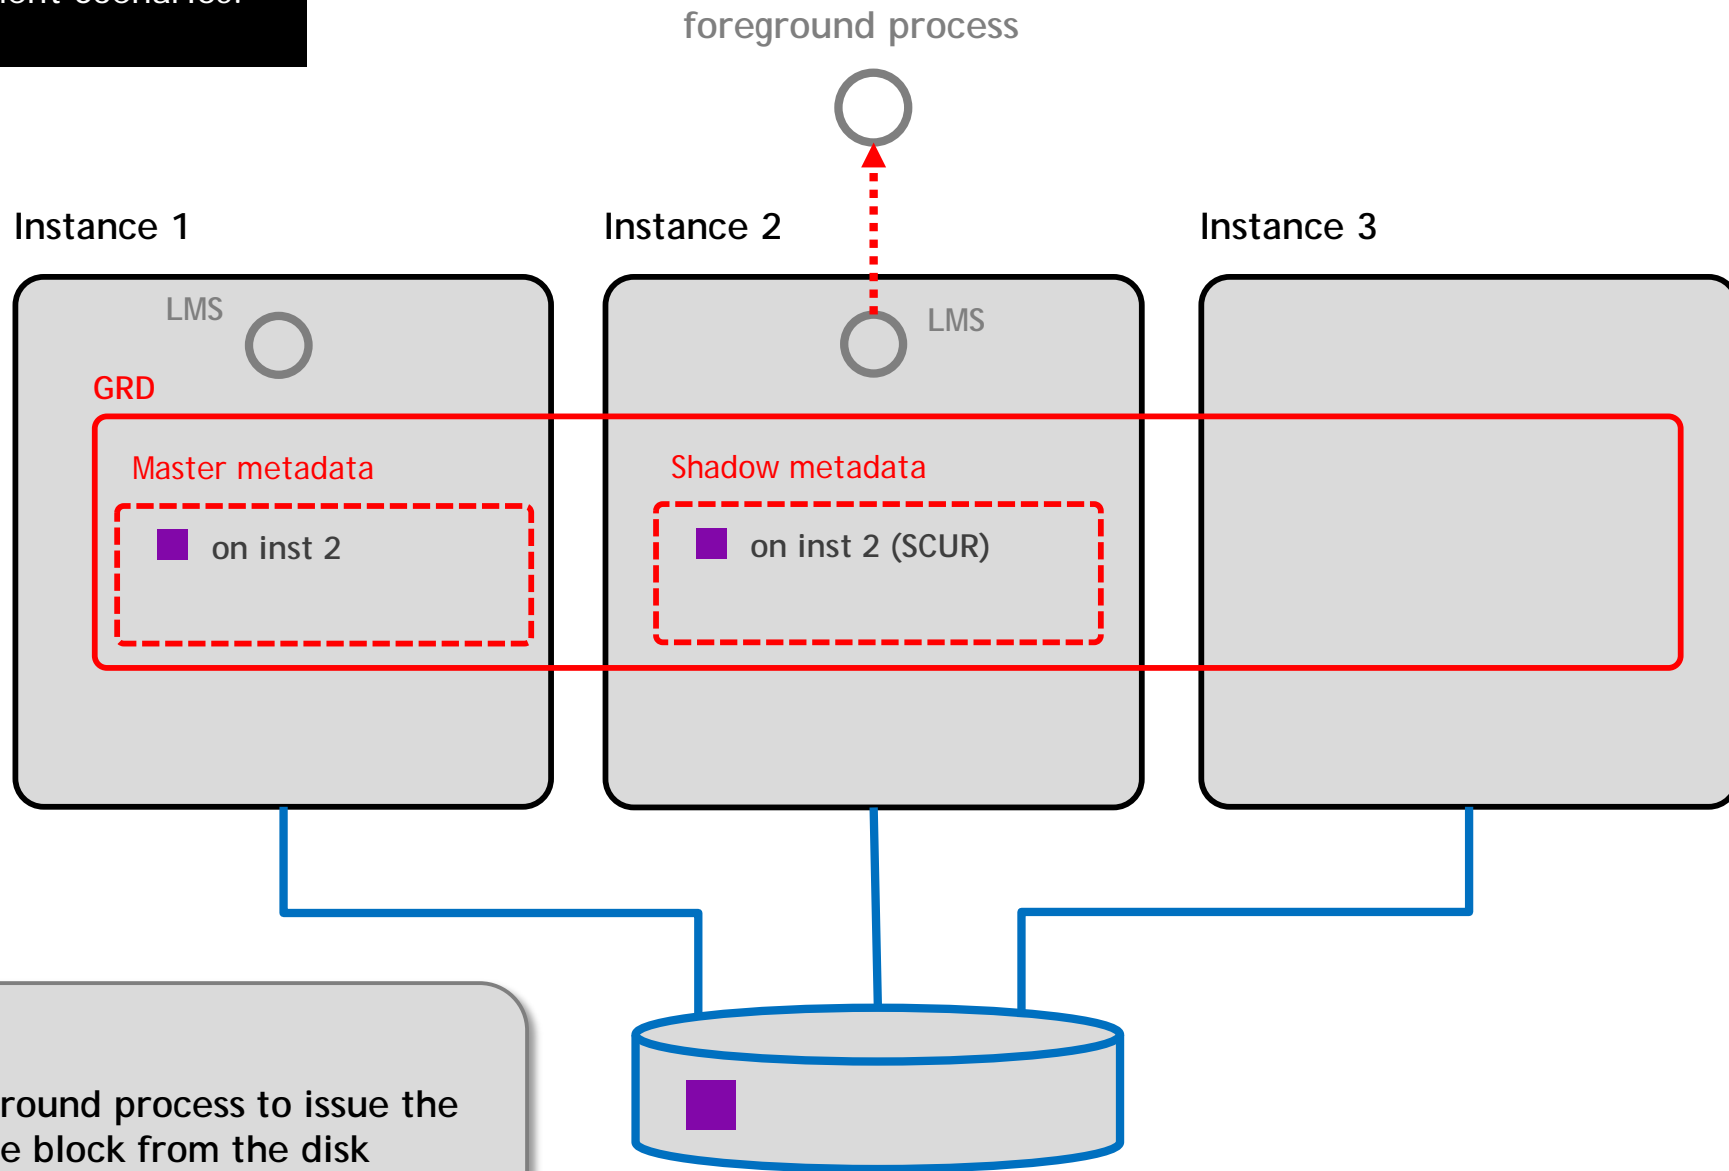 foreground process
Instance 1
Instance 2
Instance 3
LMS
LMS
GRD
Master metadata
Shadow metadata
on inst 2
on inst 2 (SCUR)
process to issue the
block from the disk